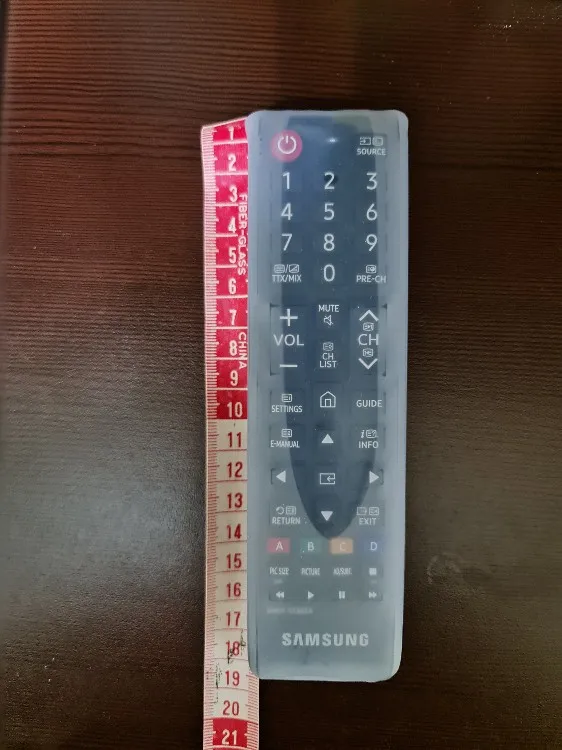 1
2
3
4
5
6
7
8
9
10
11
12
13
14
15
16
17
18
19
20
21
FIBER-GLASS
CHINA
SOURCE
1 2 3
4 5 6
7 8 9
TTX/MIX 0 PRE-CH
MUTE
+ VOL −
CH LIST
CH
SETTINGS
GUIDE
E-MANUAL
INFO
RETURN
EXIT
A B C D
PIC SIZE PICTURE
SAMSUNG